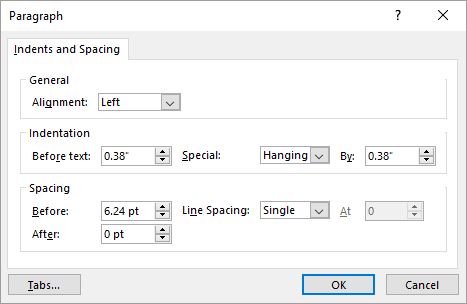 Paragraph ?
Indents and Spacing
General
Alignment: Left
Indentation
Before text: 0.38" Special: Hanging By: 0.38"
Spacing
Before: 6.24 pt Line Spacing: Single At 0
After: 0 pt
Tabs... OK Cancel